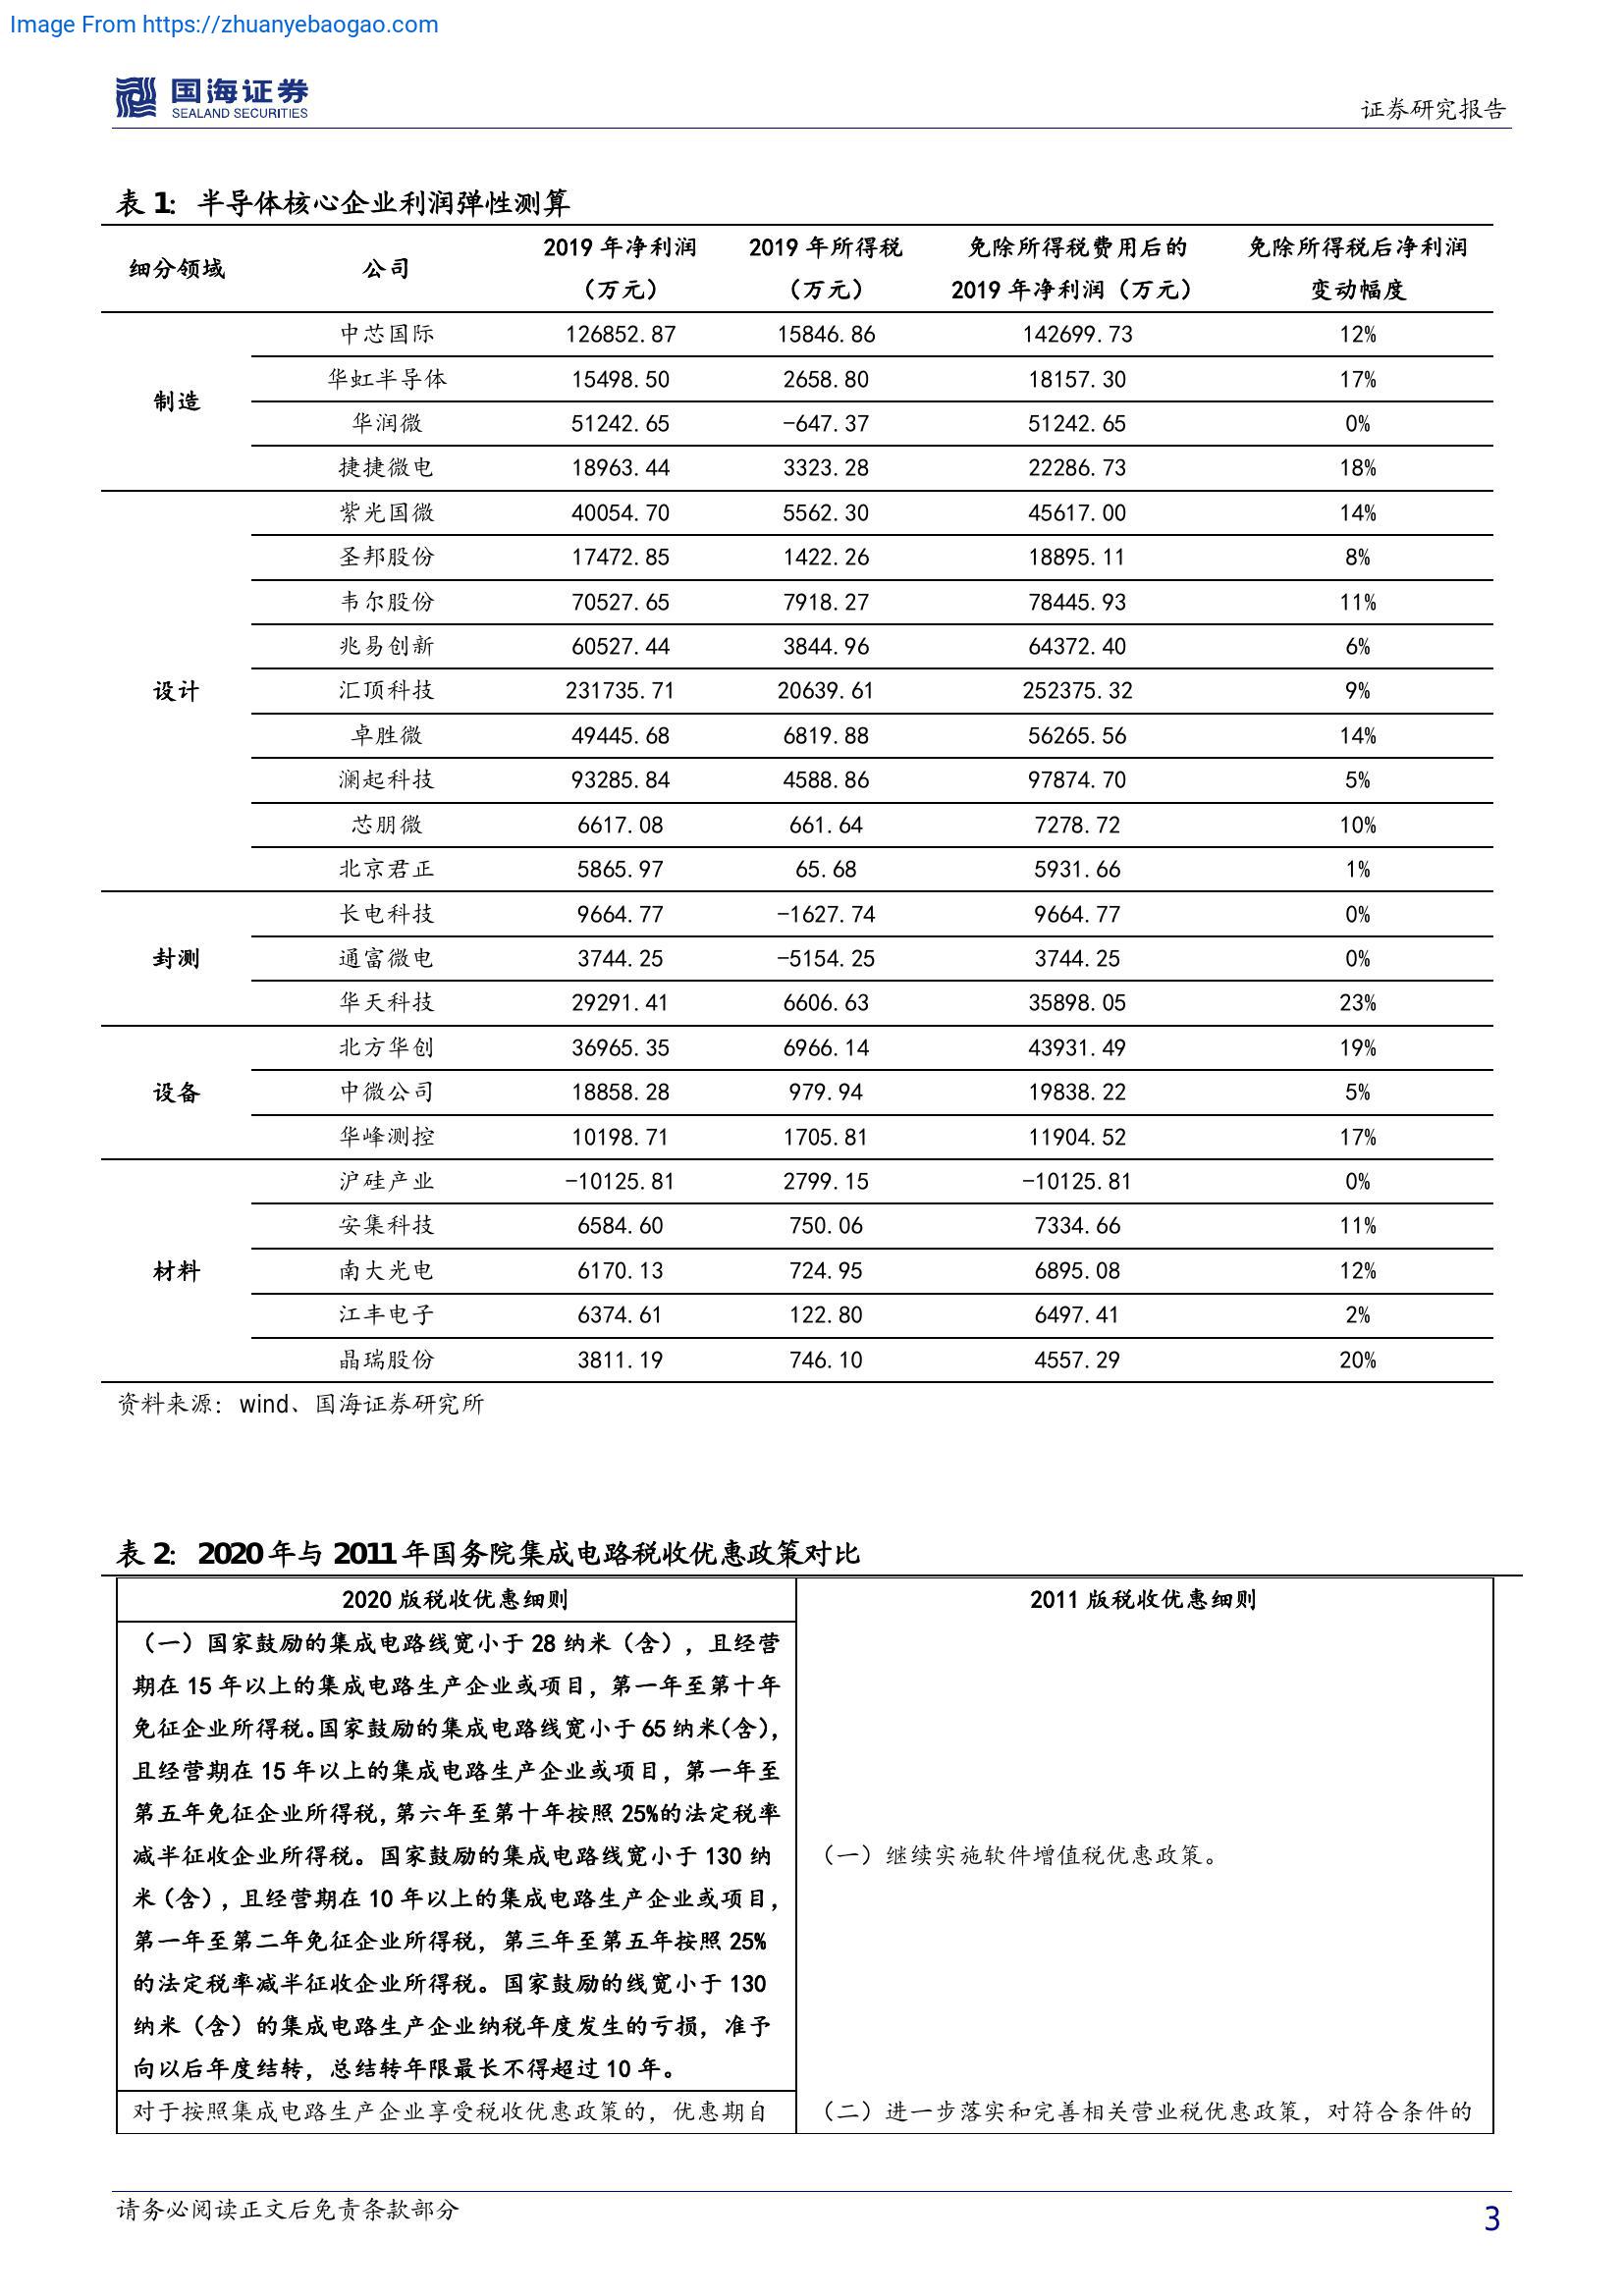 Image From https://zhuanyebaogao.com
国海证券
SEALAND SECURITIES
证券研究报告
表 1: 半导体核心企业利润弹性测算
细分领域 公司 2019 年净利润（万元） 2019 年所得税（万元） 免除所得税费用后的 2019 年净利润（万元） 免除所得税后净利润变动幅度
制造 中芯国际 126852.87 15846.86 142699.73 12%
华虹半导体 15498.50 2658.80 18157.30 17%
华润微 51242.65 -647.37 51242.65 0%
捷捷微电 18963.44 3323.28 22286.73 18%
设计 紫光国微 40054.70 5562.30 45617.00 14%
圣邦股份 17472.85 1422.26 18895.11 8%
韦尔股份 70527.65 7918.27 78445.93 11%
兆易创新 60527.44 3844.96 64372.40 6%
汇顶科技 231735.71 20639.61 252375.32 9%
卓胜微 49445.68 6819.88 56265.56 14%
澜起科技 93285.84 4588.86 97874.70 5%
芯朋微 6617.08 661.64 7278.72 10%
北京君正 5865.97 65.68 5931.66 1%
封测 长电科技 9664.77 -1627.74 9664.77 0%
通富微电 3744.25 -5154.25 3744.25 0%
华天科技 29291.41 6606.63 35898.05 23%
设备 北方华创 36965.35 6966.14 43931.49 19%
中微公司 18858.28 979.94 19838.22 5%
华峰测控 10198.71 1705.81 11904.52 17%
材料 沪硅产业 -10125.81 2799.15 -10125.81 0%
安集科技 6584.60 750.06 7334.66 11%
南大光电 6170.13 724.95 6895.08 12%
江丰电子 6374.61 122.80 6497.41 2%
晶瑞股份 3811.19 746.10 4557.29 20%
资料来源：wind、国海证券研究所
表 2: 2020 年与 2011 年国务院集成电路税收优惠政策对比
2020 版税收优惠细则 2011 版税收优惠细则
（一）国家鼓励的集成电路线宽小于 28 纳米（含），且经营
期在 15 年以上的集成电路生产企业或项目，第一年至第十年
免征企业所得税。国家鼓励的集成电路线宽小于 65 纳米（含），
且经营期在 15 年以上的集成电路生产企业或项目，第一年至
第五年免征企业所得税，第六年至第十年按照 25%的法定税率
减半征收企业所得税。国家鼓励的集成电路线宽小于 130 纳
米（含），且经营期在 10 年以上的集成电路生产企业或项目，
第一年至第二年免征企业所得税，第三年至第五年按照 25%
的法定税率减半征收企业所得税。国家鼓励的线宽小于 130
纳米（含）的集成电路生产企业纳税年度发生的亏损，准予
向以后年度结转，总结转年限最长不得超过 10 年。
（一）继续实施软件增值税优惠政策。
对于按照集成电路生产企业享受税收优惠政策的，优惠期自
（二）进一步落实和完善相关营业税优惠政策，对符合条件的
请务必阅读正文后免责条款部分
3